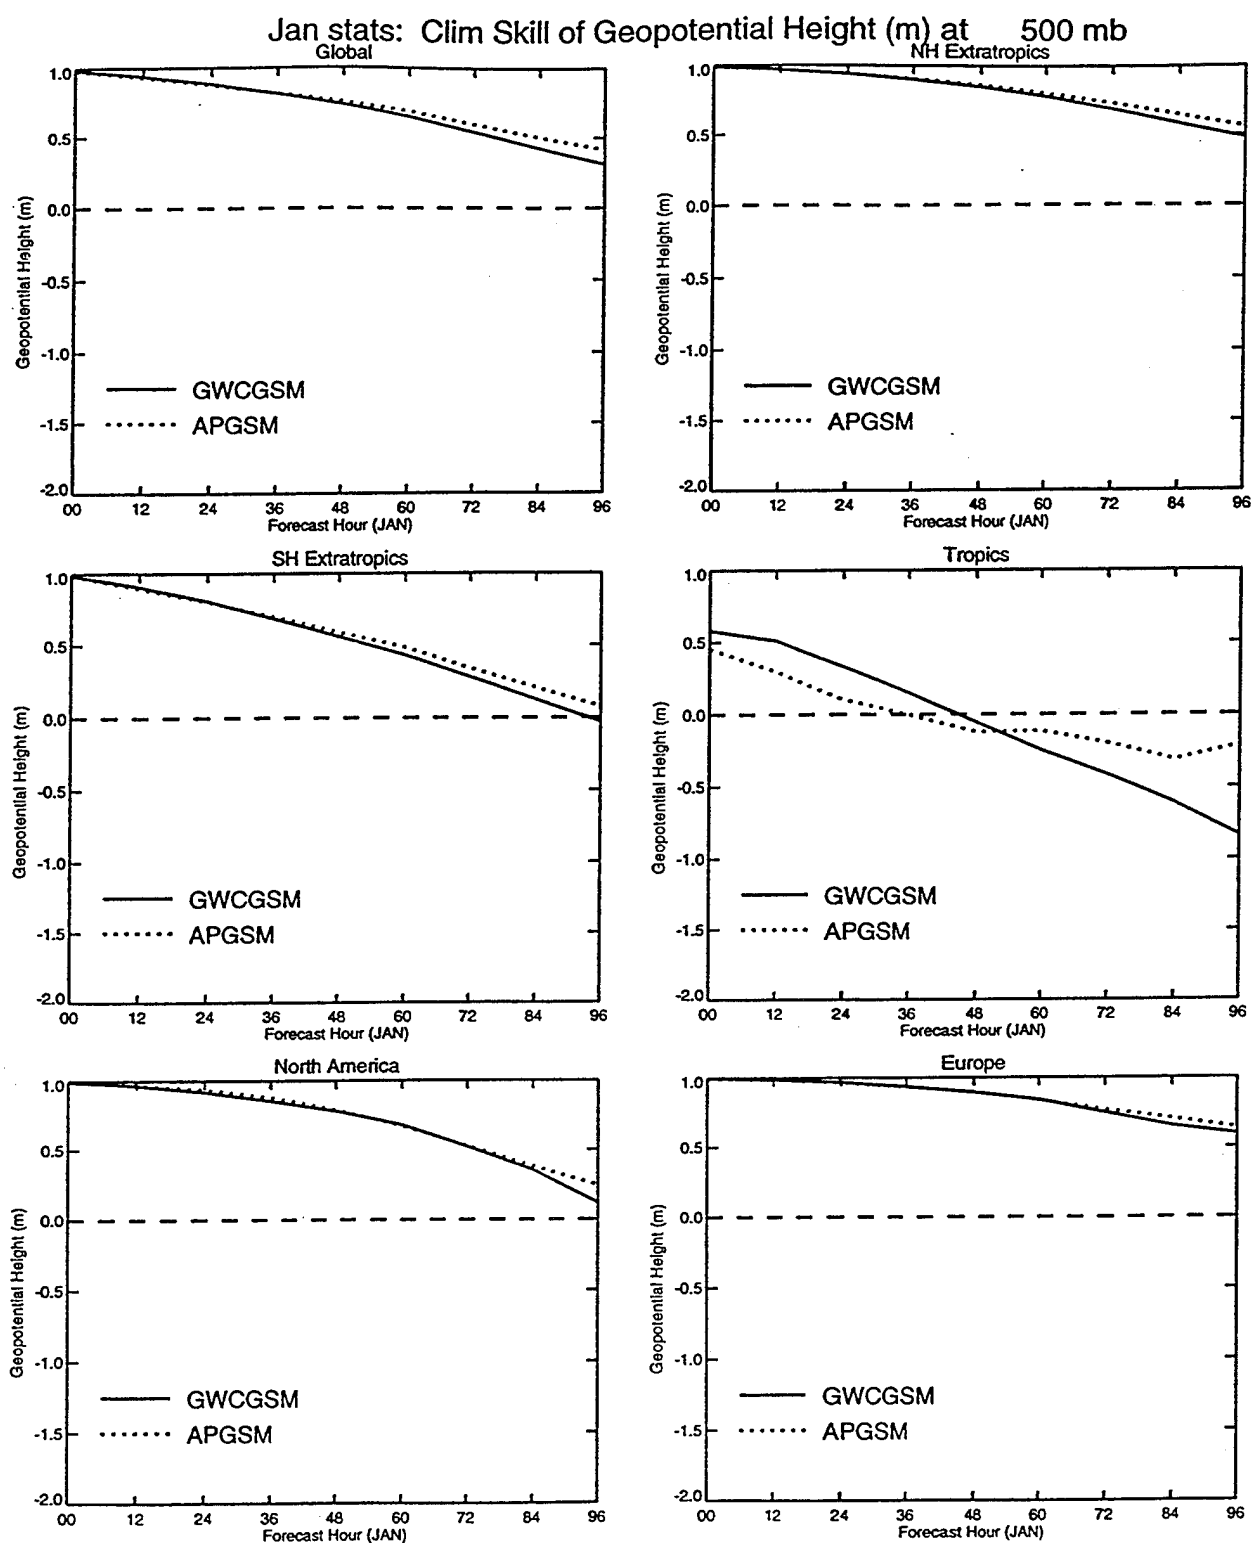 Jan stats: Clim Skill of Geopotential Height (m) at 500 mb
Global
1.0
0.5
0.0
-0.5
-1.0
-1.5
-2.0
Geopotential Height (m)
GWCGSM
APGSM
00 12 24 36 48 60 72 84 96
Forecast Hour (JAN)
NH Extratropics
1.0
0.5
0.0
-0.5
-1.0
-1.5
-2.0
Geopotential Height (m)
GWCGSM
APGSM
00 12 24 36 48 60 72 84 96
Forecast Hour (JAN)
SH Extratropics
1.0
0.5
0.0
-0.5
-1.0
-1.5
-2.0
Geopotential Height (m)
GWCGSM
APGSM
00 12 24 36 48 60 72 84 96
Forecast Hour (JAN)
Tropics
1.0
0.5
0.0
-0.5
-1.0
-1.5
-2.0
Geopotential Height (m)
GWCGSM
APGSM
00 12 24 36 48 60 72 84 96
Forecast Hour (JAN)
North America
1.0
0.5
0.0
-0.5
-1.0
-1.5
-2.0
Geopotential Height (m)
GWCGSM
APGSM
00 12 24 36 48 60 72 84 96
Forecast Hour (JAN)
Europe
1.0
0.5
0.0
-0.5
-1.0
-1.5
-2.0
Geopotential Height (m)
GWCGSM
APGSM
00 12 24 36 48 60 72 84 96
Forecast Hour (JAN)